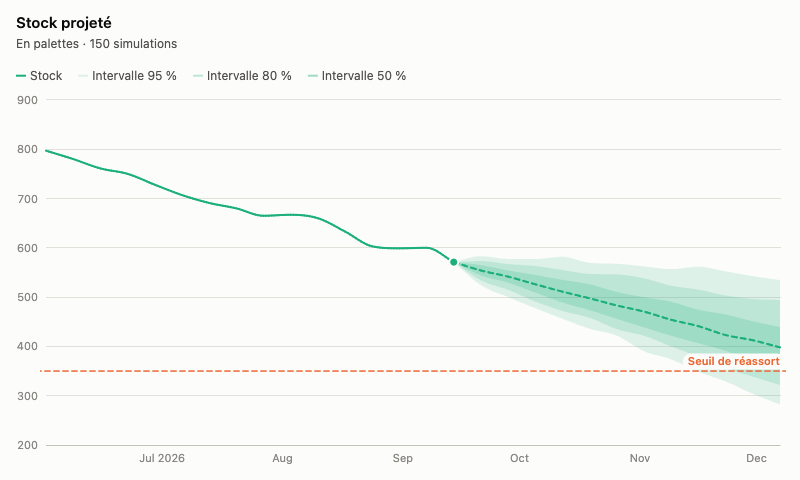 Stock projeté
En palettes · 150 simulations
Stock
Intervalle 95 %
Intervalle 80 %
Intervalle 50 %
900
800
700
600
500
400
300
200
Seuil de réassort
Jul 2026
Aug
Sep
Oct
Nov
Dec